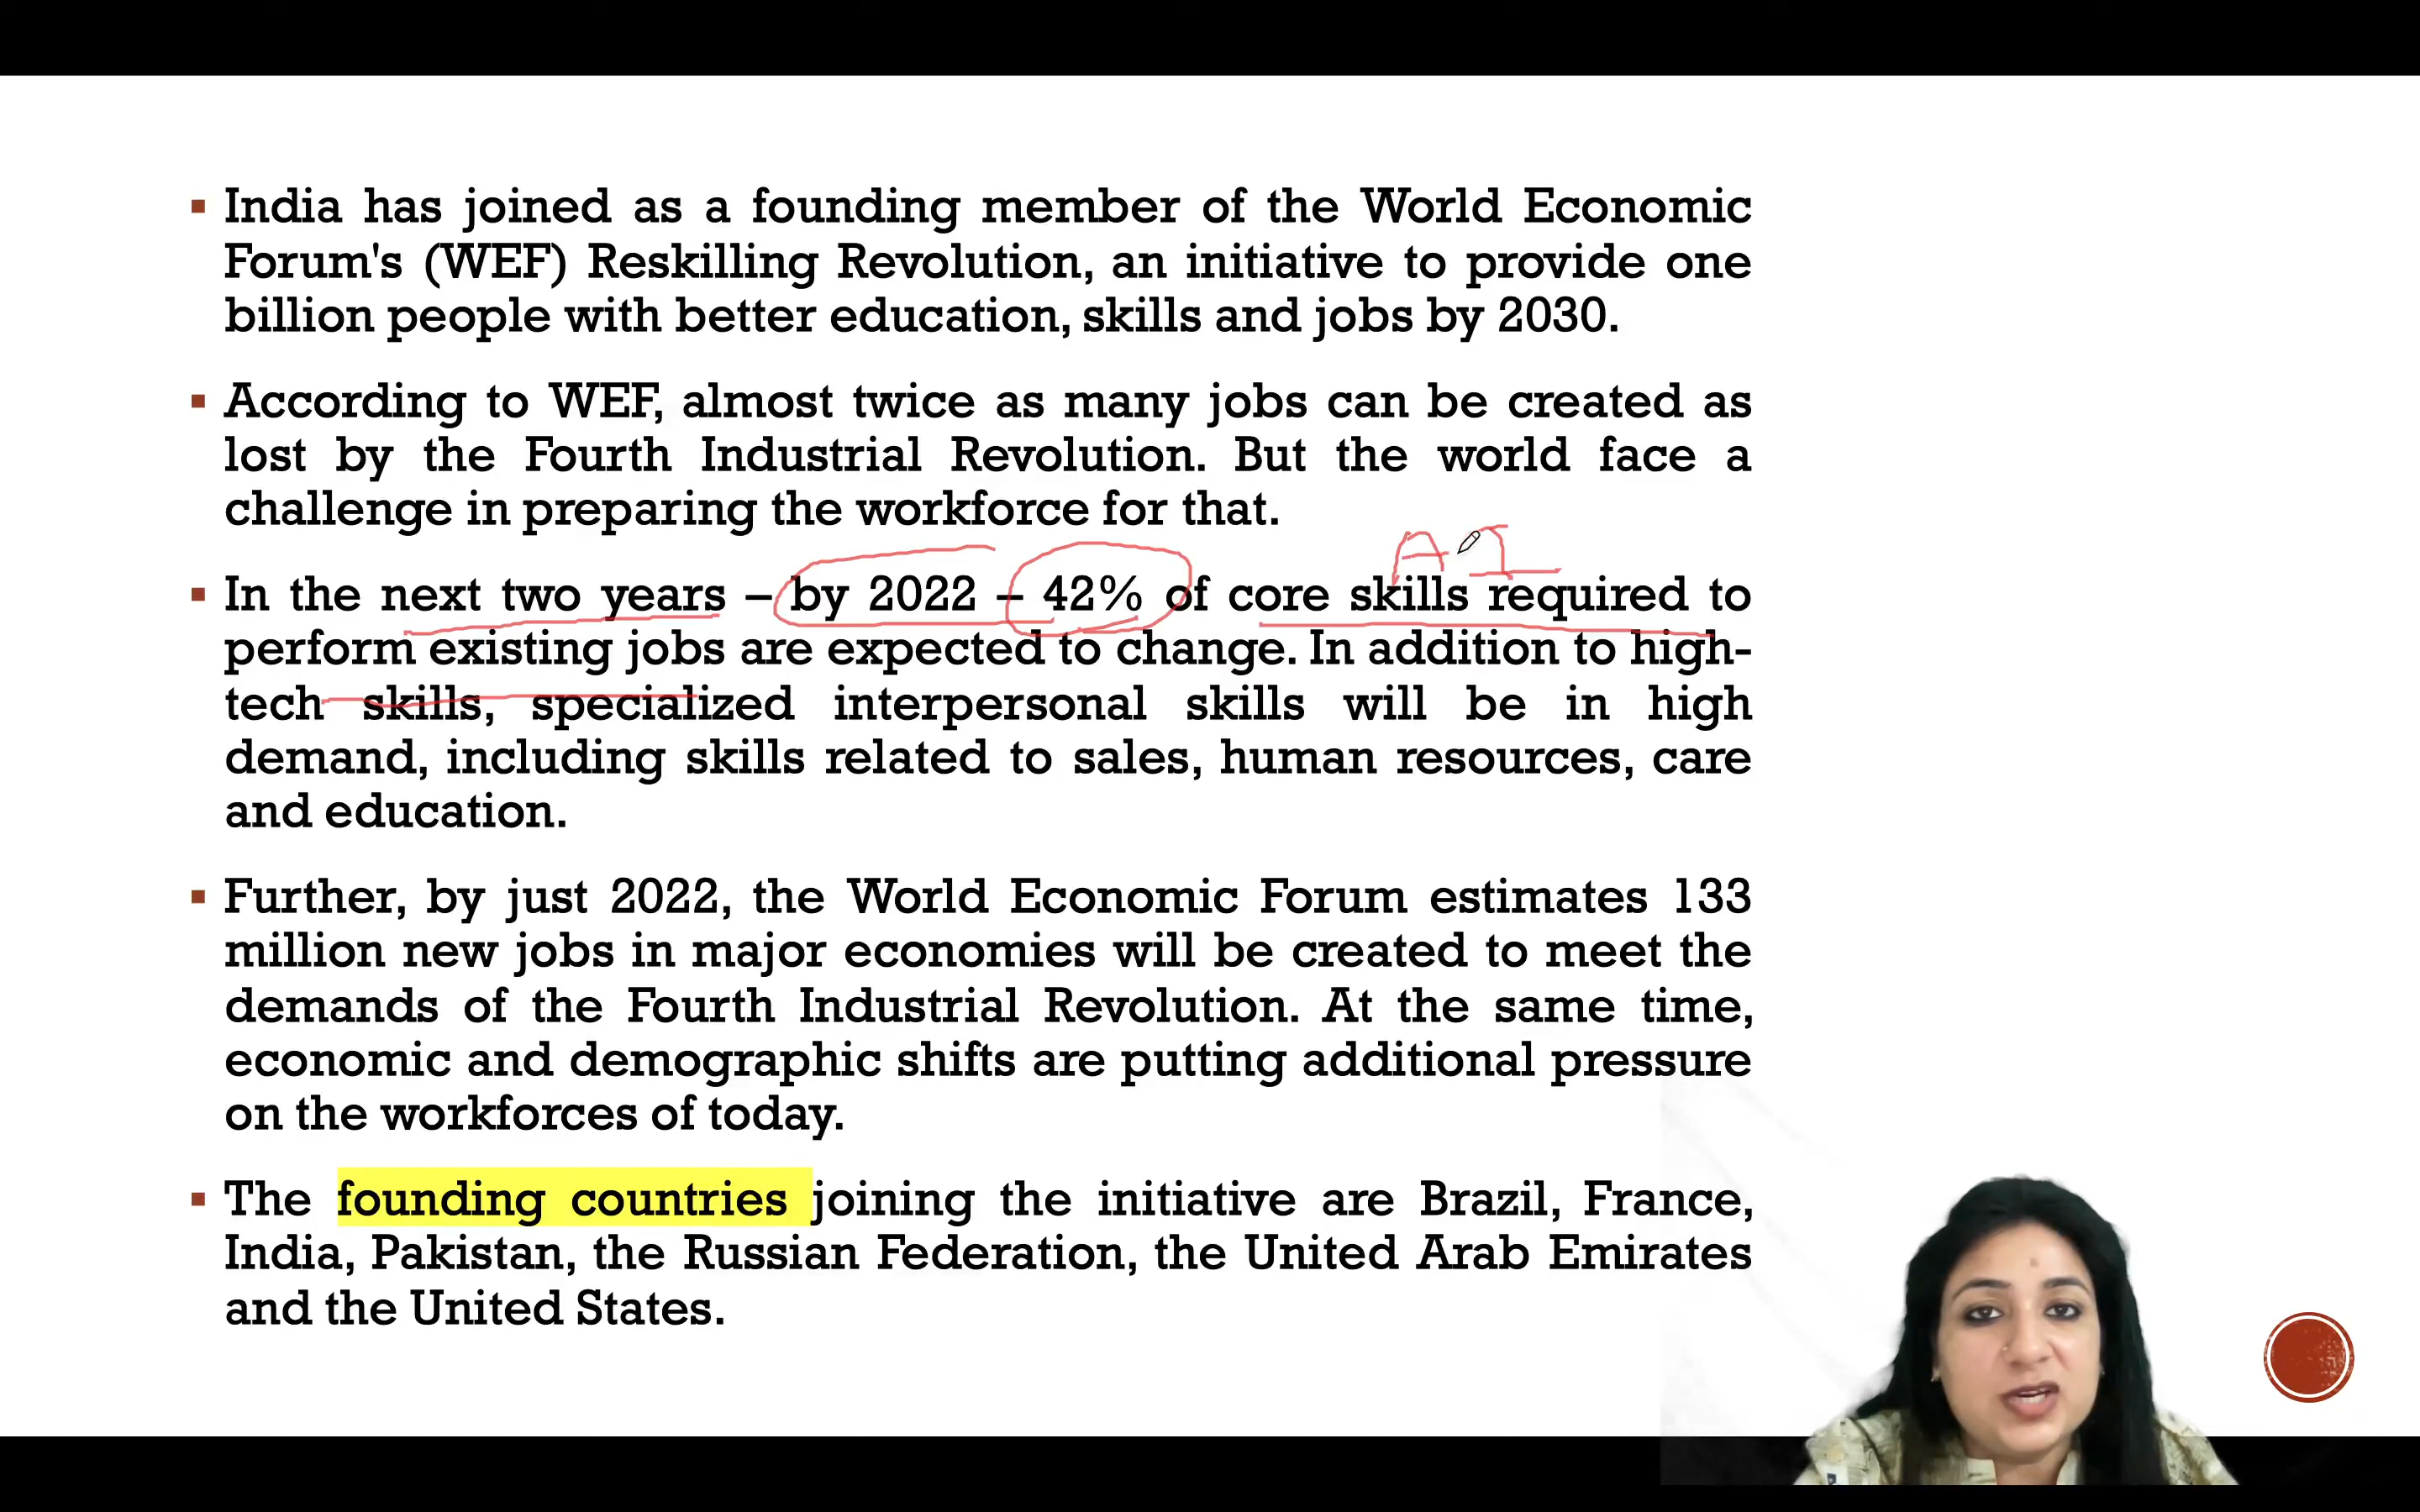 India has joined as a founding member of the World Economic
Forum's (WEF) Reskilling Revolution, an initiative to provide one
billion people with better education, skills and jobs by 2030.
According to WEF, almost twice as many jobs can be created as
lost by the Fourth Industrial Revolution. But the world face a
challenge in preparing the workforce for that.
A I
In the next two years – by 2022 – 42% of core skills required to
perform existing jobs are expected to change. In addition to high-
tech skills, specialized interpersonal skills will be in high
demand, including skills related to sales, human resources, care
and education.
Further, by just 2022, the World Economic Forum estimates 133
million new jobs in major economies will be created to meet the
demands of the Fourth Industrial Revolution. At the same time,
economic and demographic shifts are putting additional pressure
on the workforces of today.
The founding countries joining the initiative are Brazil, France,
India, Pakistan, the Russian Federation, the United Arab Emirates
and the United States.